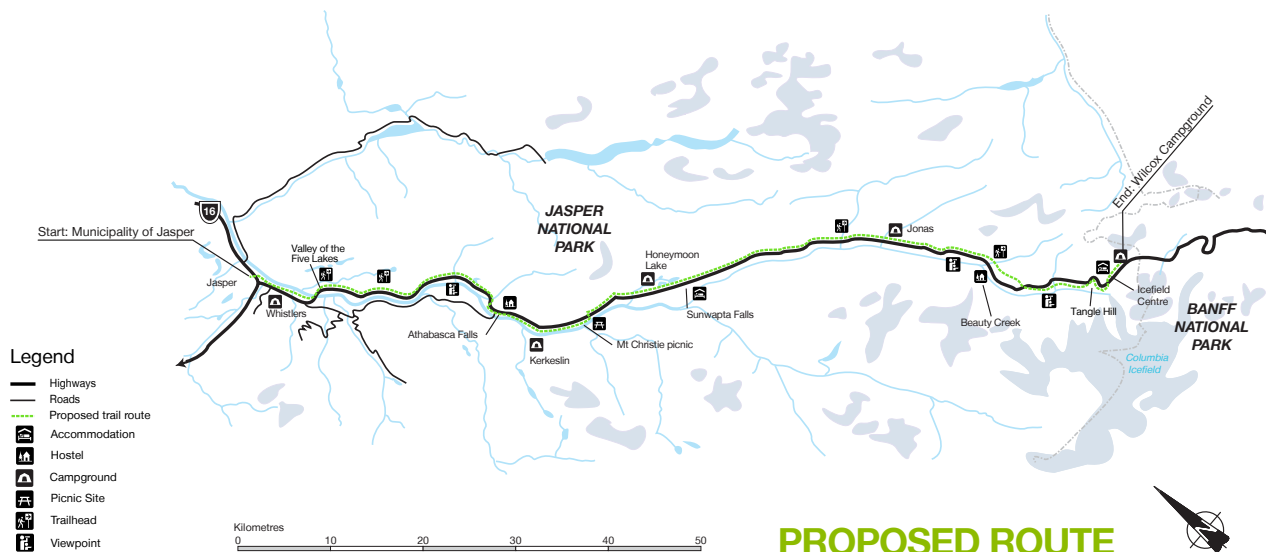 End: Wilcox Campground
16
JASPER
NATIONAL
PARK
Start: Municipality of Jasper
Jonas
Valley of the
Five Lakes
Honeymoon
Lake
Jasper
Icefield
Centre
Whistlers
Sunwapta Falls
Tangle Hill
BANFF
NATIONAL
PARK
Beauty Creek
Athabasca Falls
Mt Christie picnic
Kerkeslin
Columbia
Icefield
Legend
Highways
Roads
Proposed trail route
Accommodation
Hostel
Campground
Picnic Site
Trailhead
Viewpoint
Kilometres
0 10 20 30 40 50
PROPOSED ROUTE